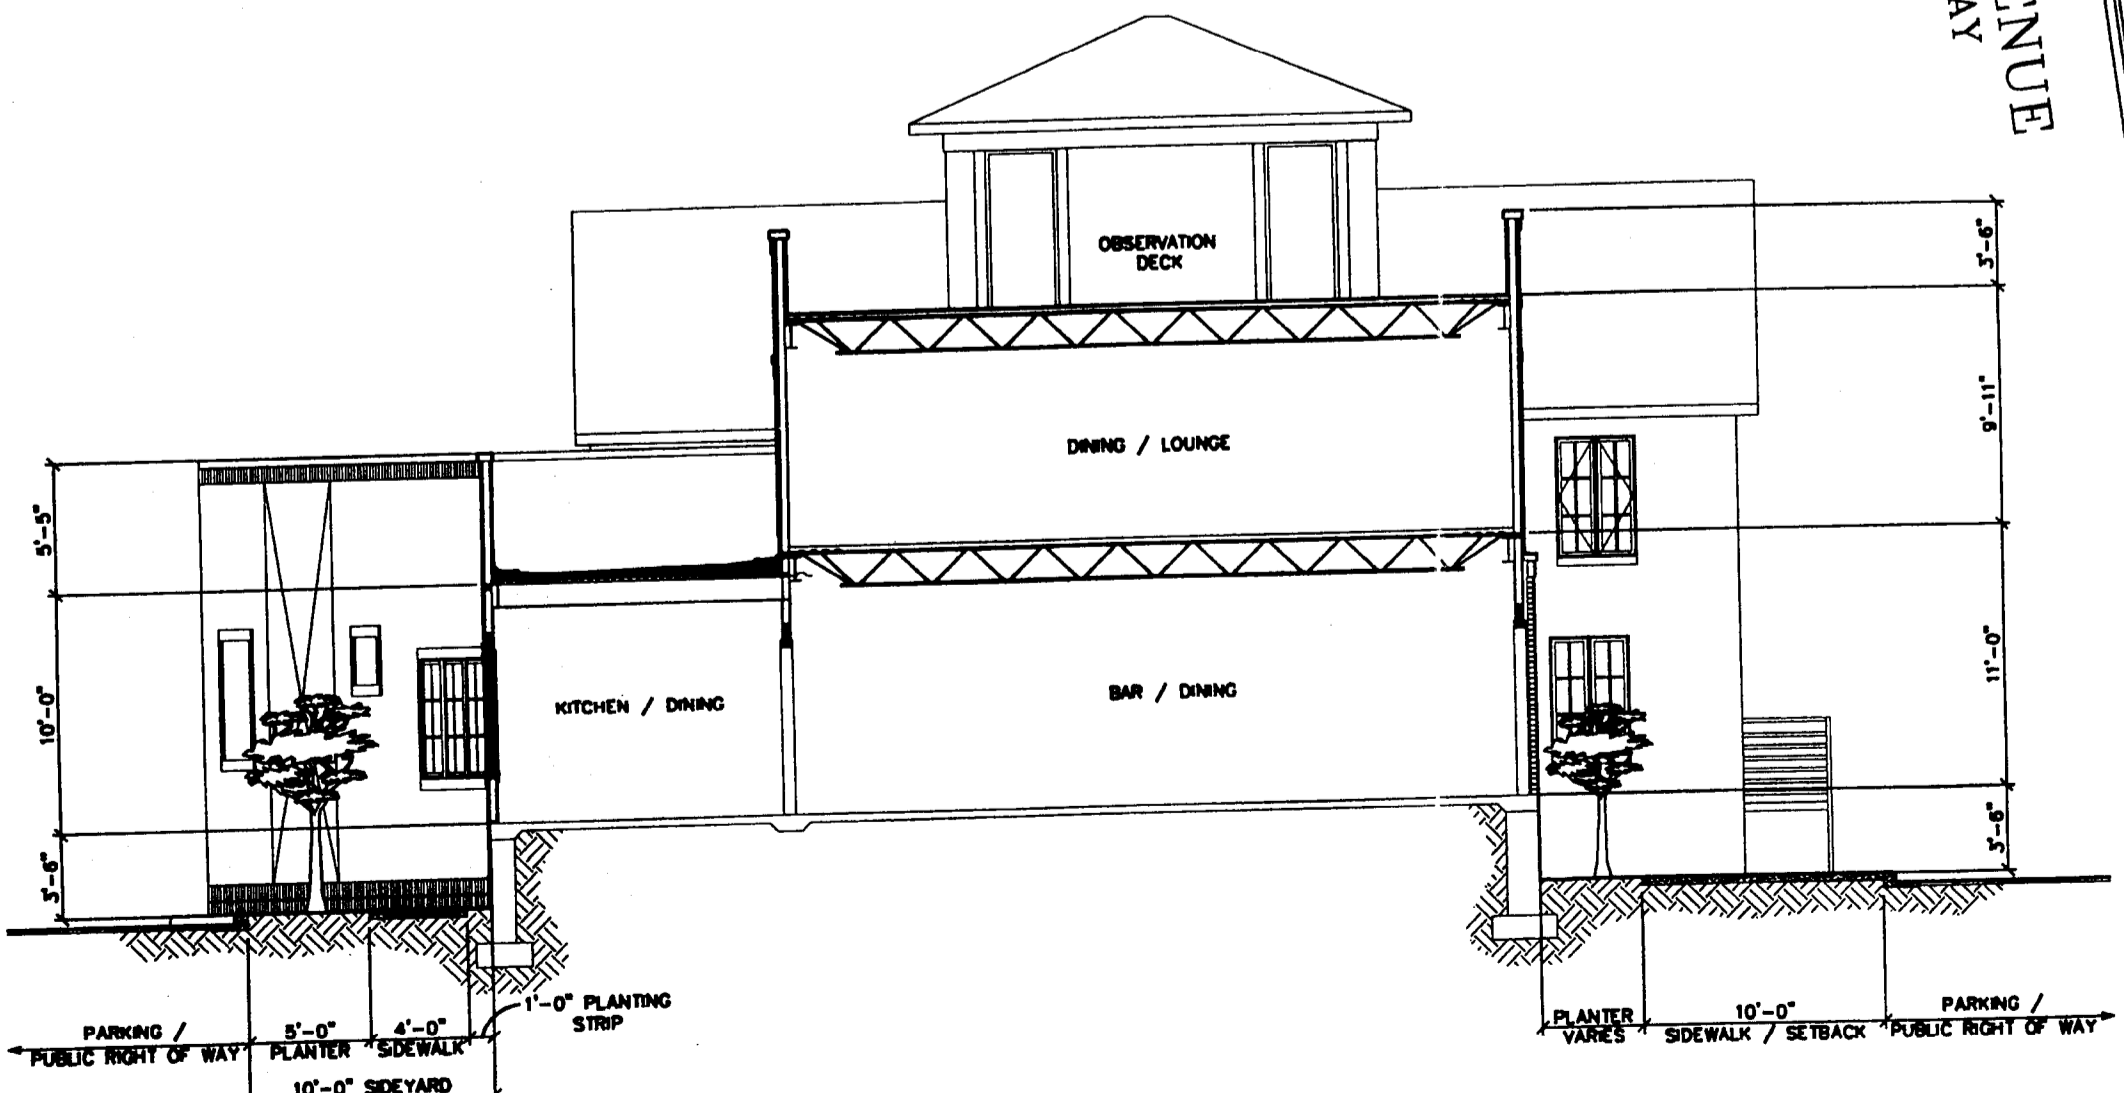 ENUE
AY
OBSERVATION
DECK
3'-6"
9'-11"
DINING / LOUNGE
5'-5"
11'-0"
10'-0"
KITCHEN / DINING
BAR / DINING
3'-6"
3'-6"
1'-0" PLANTING
STRIP
PARKING /
PUBLIC RIGHT OF WAY
5'-0"
PLANTER
4'-0"
SIDEWALK
PLANTER
VARIES
10'-0"
SIDEWALK / SETBACK
PARKING /
PUBLIC RIGHT OF WAY
10'-0" SIDEYARD